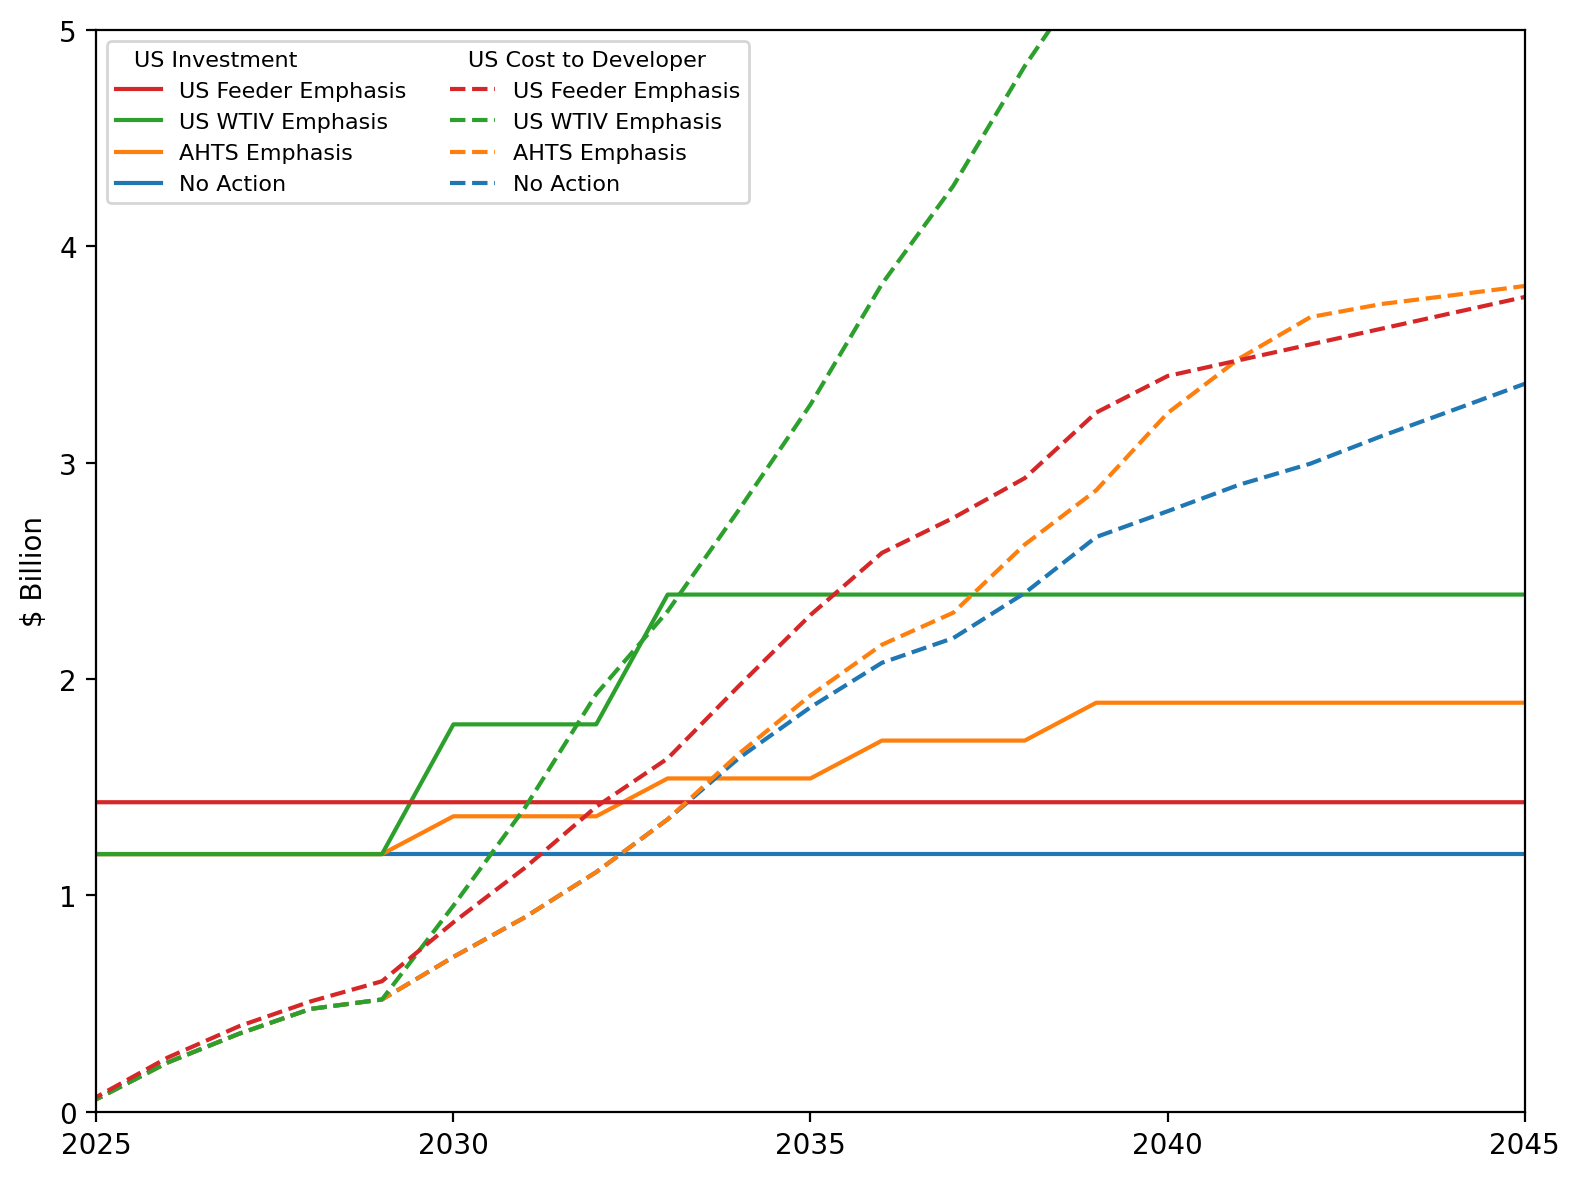 US Investment
US Feeder Emphasis
US WTIV Emphasis
AHTS Emphasis
No Action
US Cost to Developer
US Feeder Emphasis
US WTIV Emphasis
AHTS Emphasis
No Action
$ Billion
5
4
3
2
1
0
2025 2030 2035 2040 2045